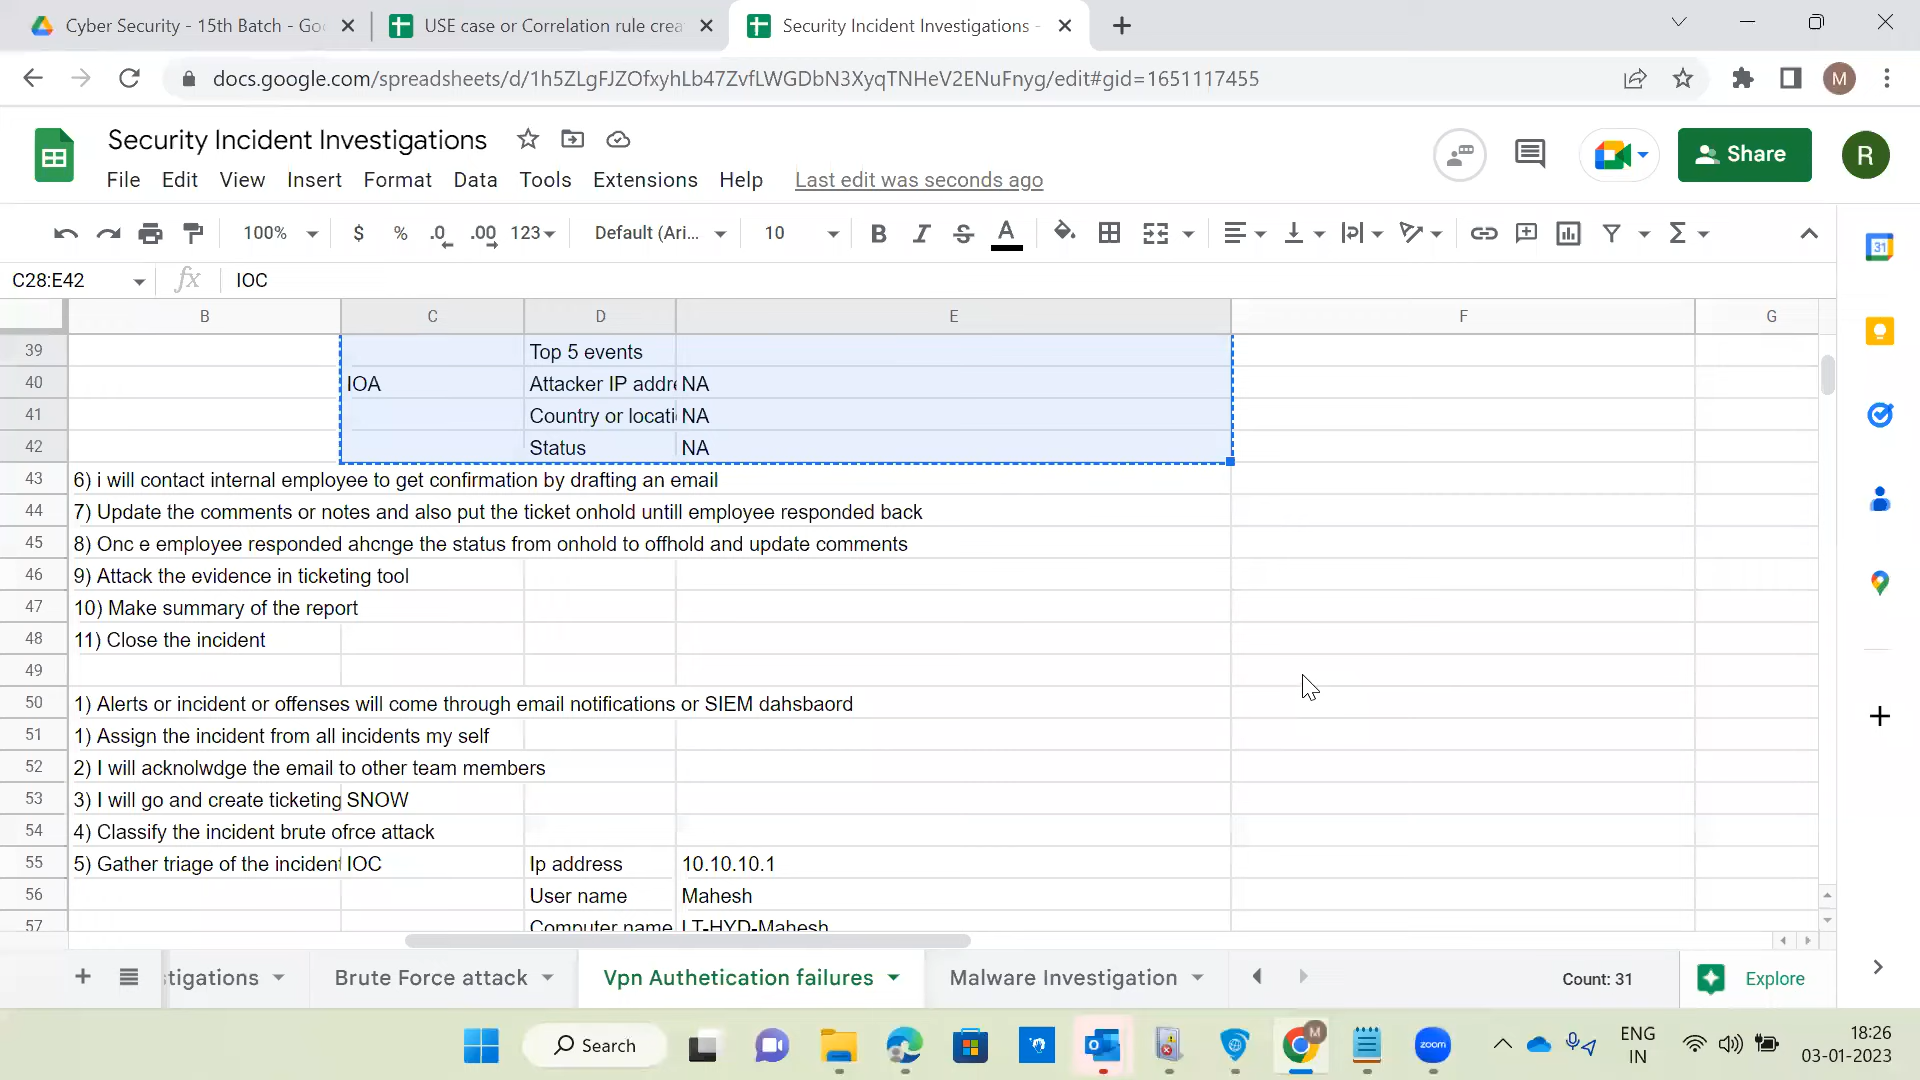 Cyber Security - 15th Batch - Go
USE case or Correlation rule crea
Security Incident Investigations -
docs.google.com/spreadsheets/d/1h5ZLgFJZOfxyhLb47ZvfLWGDbN3XyqTNHeV2ENuFnyg/edit#gid=1651117455
M
Security Incident Investigations
Share
R
File Edit View Insert Format Data Tools Extensions Help Last edit was seconds ago
100% $ % .0 .00 123 Default (Ari... 10 B I S A
31
C28:E42 fx IOC
B C D E F G
39 Top 5 events
40 IOA Attacker IP addre NA
41 Country or locati NA
42 Status NA
43 6) i will contact internal employee to get confirmation by drafting an email
44 7) Update the comments or notes and also put the ticket onhold untill employee responded back
45 8) Onc e employee responded ahcnge the status from onhold to offhold and update comments
46 9) Attack the evidence in ticketing tool
47 10) Make summary of the report
48 11) Close the incident
49
50 1) Alerts or incident or offenses will come through email notifications or SIEM dahsbaord
51 1) Assign the incident from all incidents my self
52 2) I will acknolwdge the email to other team members
53 3) I will go and create ticketing SNOW
54 4) Classify the incident brute ofrce attack
55 5) Gather triage of the incident IOC Ip address 10.10.10.1
56 User name Mahesh
57 Computer name LT-HYD-Mahesh
tigations Brute Force attack Vpn Authetication failures Malware Investigation Count: 31 Explore
Search
zoom
M
ENG
IN
18:26
03-01-2023